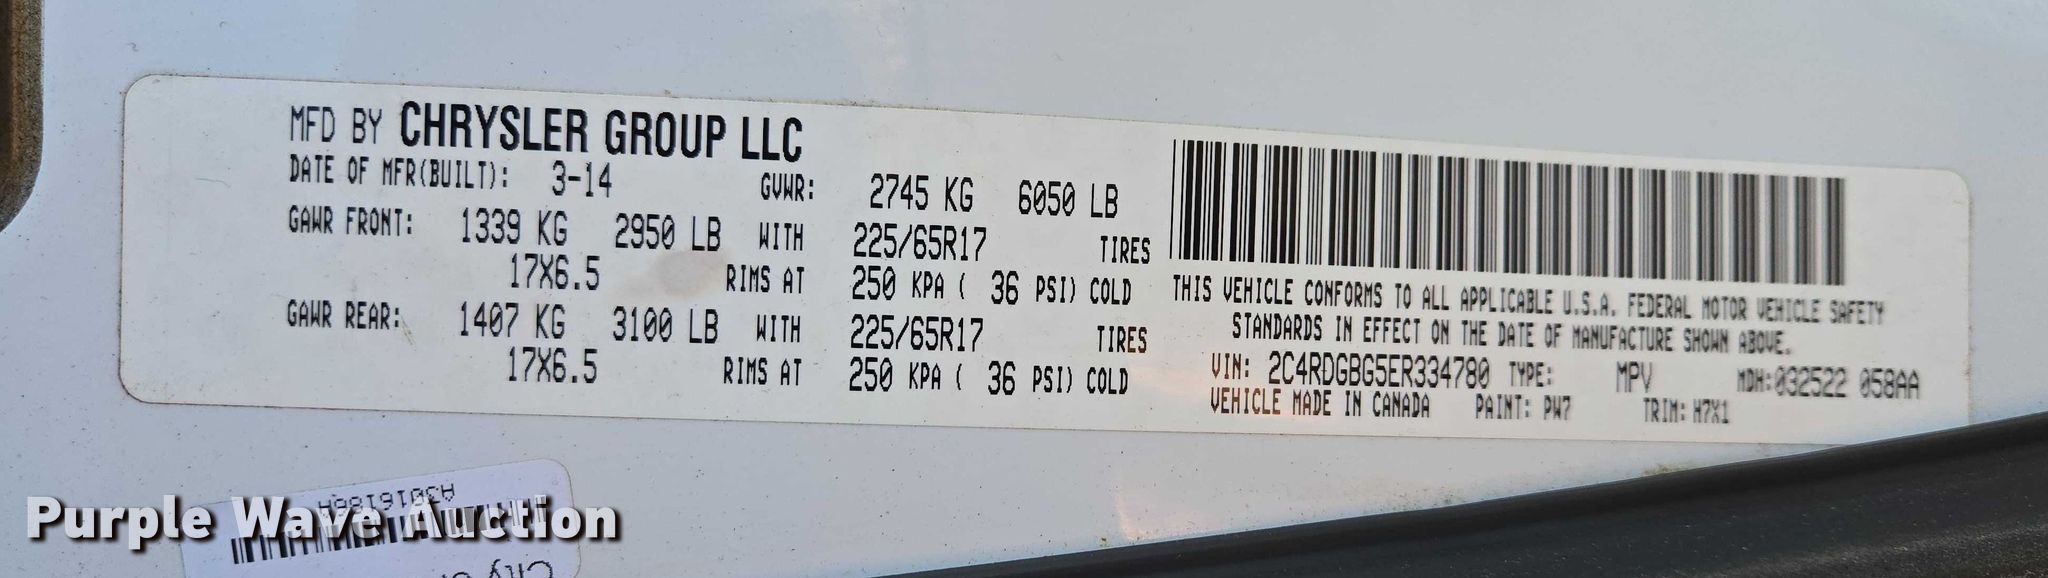 MFD BY CHRYSLER GROUP LLC
DATE OF MFR(BUILT): 3-14 GVWR: 2745 KG 6050 LB
GAWR FRONT: 1339 KG 2950 LB WITH 225/65R17 TIRES
17X6.5 RIMS AT 250 KPA ( 36 PSI) COLD
GAWR REAR: 1407 KG 3100 LB WITH 225/65R17 TIRES
17X6.5 RIMS AT 250 KPA ( 36 PSI) COLD
THIS VEHICLE CONFORMS TO ALL APPLICABLE U.S.A. FEDERAL MOTOR VEHICLE SAFETY
STANDARDS IN EFFECT ON THE DATE OF MANUFACTURE SHOWN ABOVE.
VIN: 2C4RDGBG5ER334780 TYPE: MPV MDH:032522 058AA
VEHICLE MADE IN CANADA PAINT: PW7 TRIM: H7X1
A3016186A
City
Purple Wave Auction